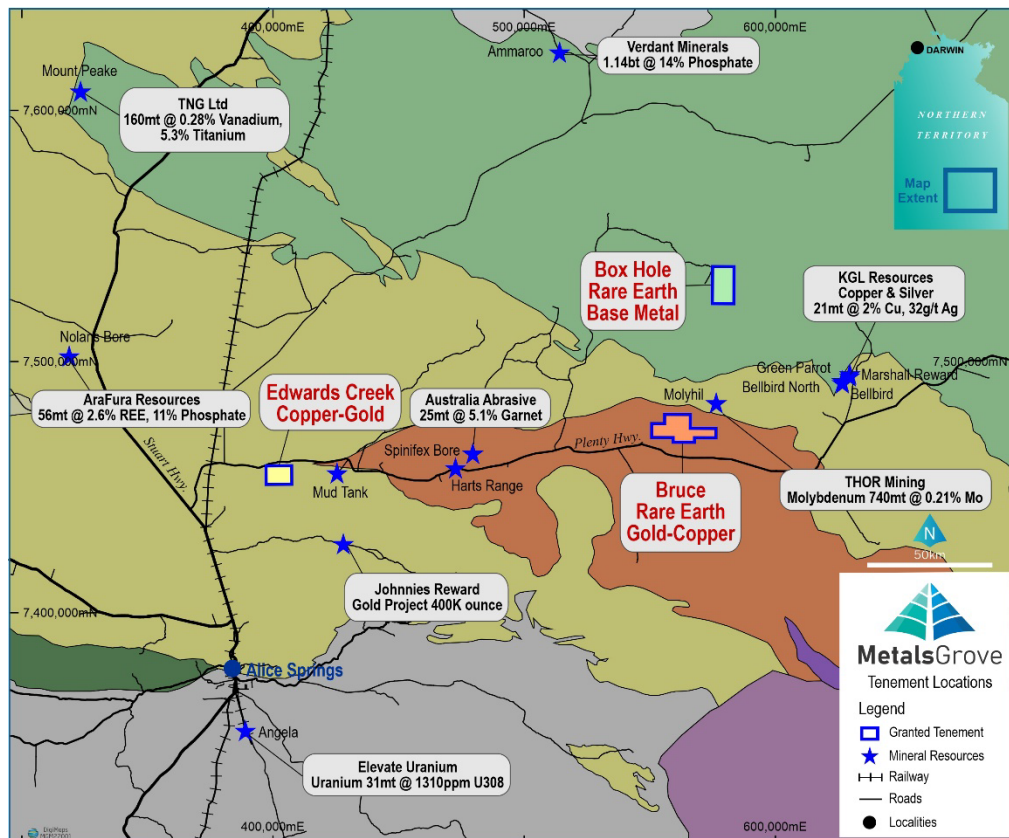 400,000mE
500,000mE
600,000mE
Ammaroo
Verdant Minerals
1.14bt @ 14% Phosphate
DARWIN
NORTHERN
TERRITORY
Map
Extent
Mount Peake
7,600,000mN
TNG Ltd
160mt @ 0.28% Vanadium,
5.3% Titanium
Box Hole
Rare Earth
Base Metal
KGL Resources
Copper & Silver
21mt @ 2% Cu, 32g/t Ag
Nolans Bore
7,500,000mN
7,500,000mN
Green Parrot
Marshall Reward
Bellbird North
Bellbird
Molyhil
AraFura Resources
56mt @ 2.6% REE, 11% Phosphate
Edwards Creek
Copper-Gold
Australia Abrasive
25mt @ 5.1% Garnet
Stuart Hwy.
Spinifex Bore
Plenty Hwy.
Mud Tank
Harts Range
Bruce
Rare Earth
Gold-Copper
THOR Mining
Molybdenum 740mt @ 0.21% Mo
N
50km
Johnnies Reward
Gold Project 400K ounce
7,400,000mN
Alice Springs
Angela
Elevate Uranium
Uranium 31mt @ 1310ppm U308
MetalsGrove
Tenement Locations
Legend
Granted Tenement
Mineral Resources
Railway
Roads
Localities
DigiMaps
400,000mE
600,000mE